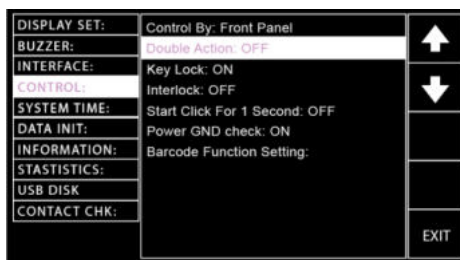 DISPLAY SET:
BUZZER:
INTERFACE:
CONTROL:
SYSTEM TIME:
DATA INIT:
INFORMATION:
STASTISTICS:
USB DISK
CONTACT CHK:
Control By: Front Panel
Double Action: OFF
Key Lock: ON
Interlock: OFF
Start Click For 1 Second: OFF
Power GND check: ON
Barcode Function Setting:
EXIT